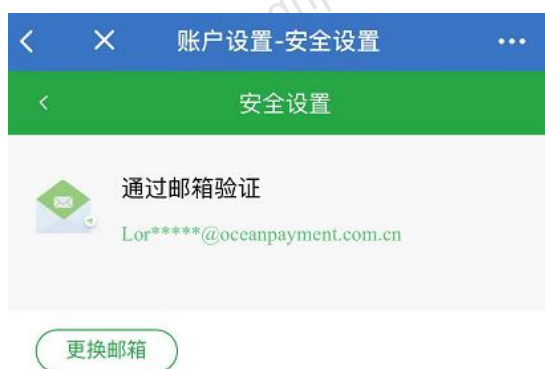 账户设置-安全设置
安全设置
通过邮箱验证
Lor*****@oceanpayment.com.cn
更换邮箱